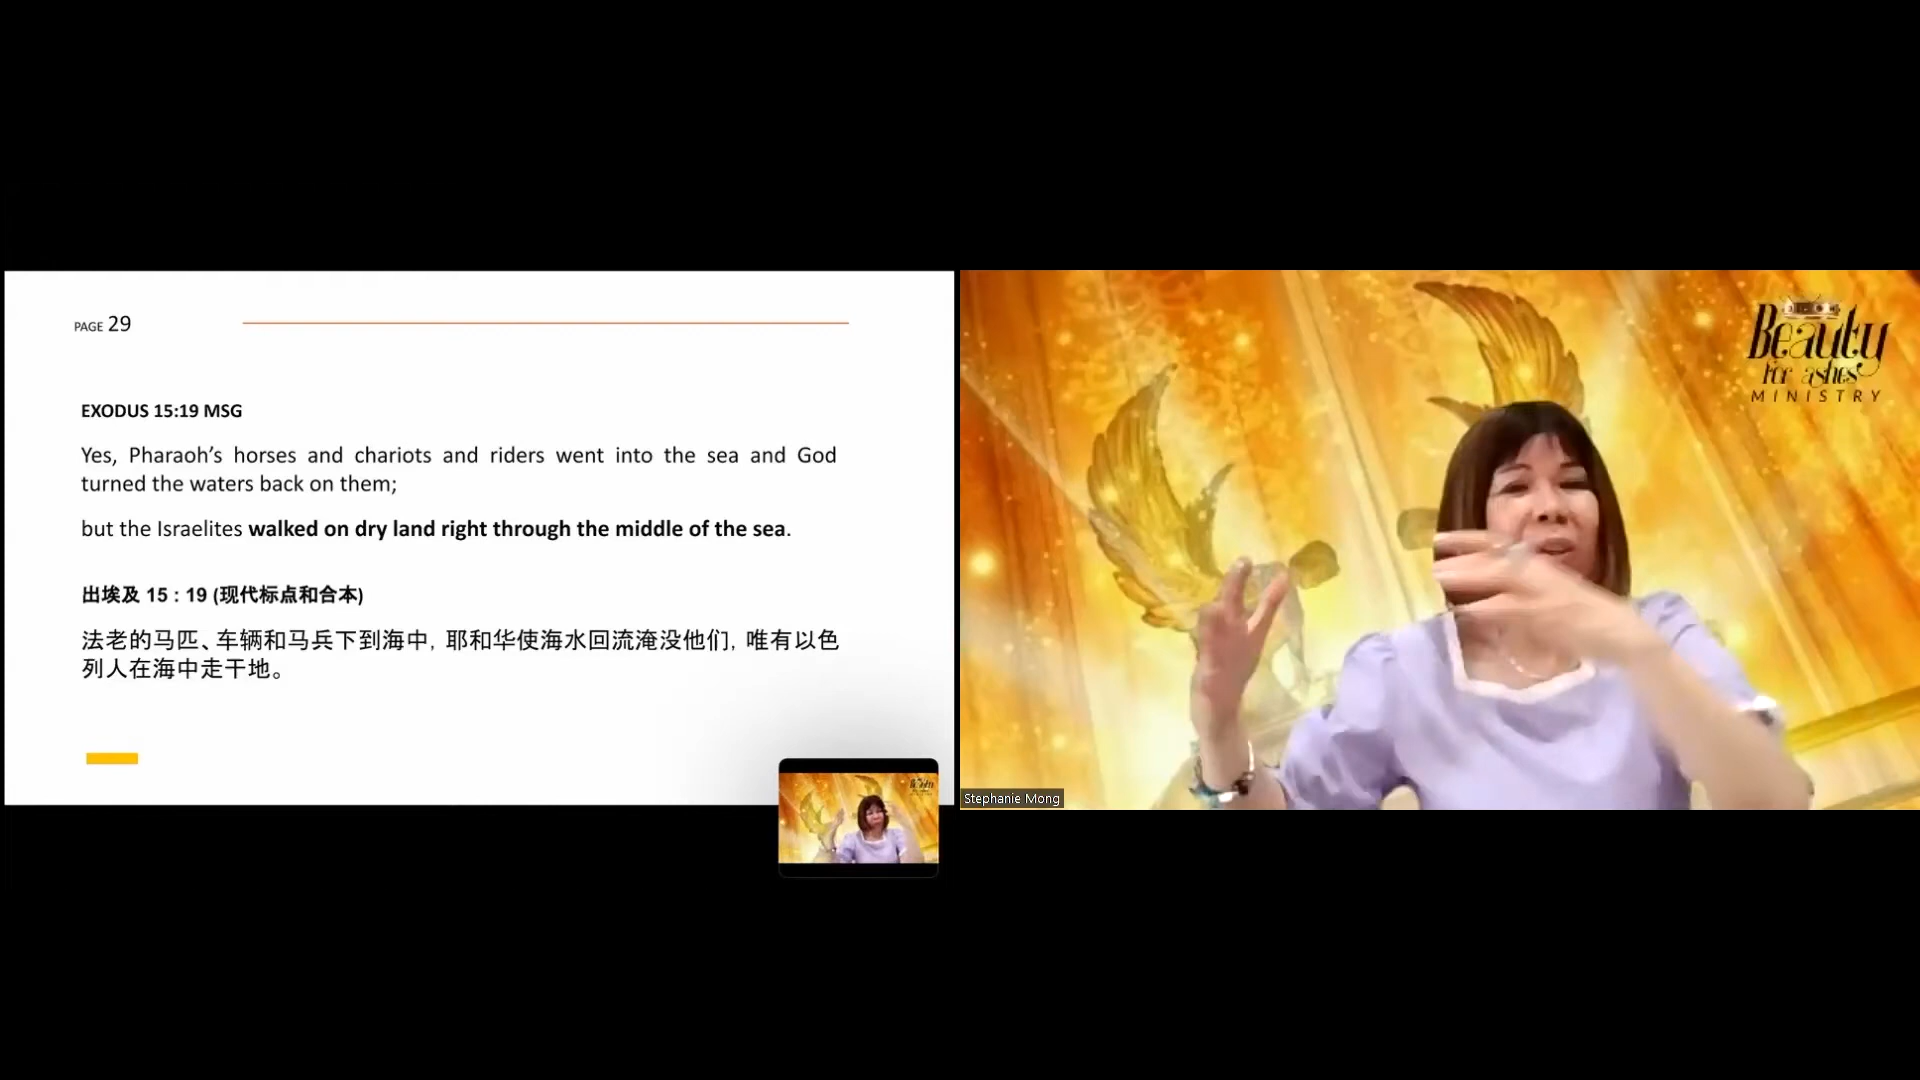 PAGE 29
EXODUS 15:19 MSG
Yes, Pharaoh’s horses and chariots and riders went into the sea and God
turned the waters back on them;
but the Israelites walked on dry land right through the middle of the sea.
出埃及 15 : 19 (现代标点和合本)
法老的马匹、车辆和马兵下到海中, 耶和华使海水回流淹没他们, 唯有以色
列人在海中走干地。
Beauty
For ashes
MINISTRY
Stephanie Mong